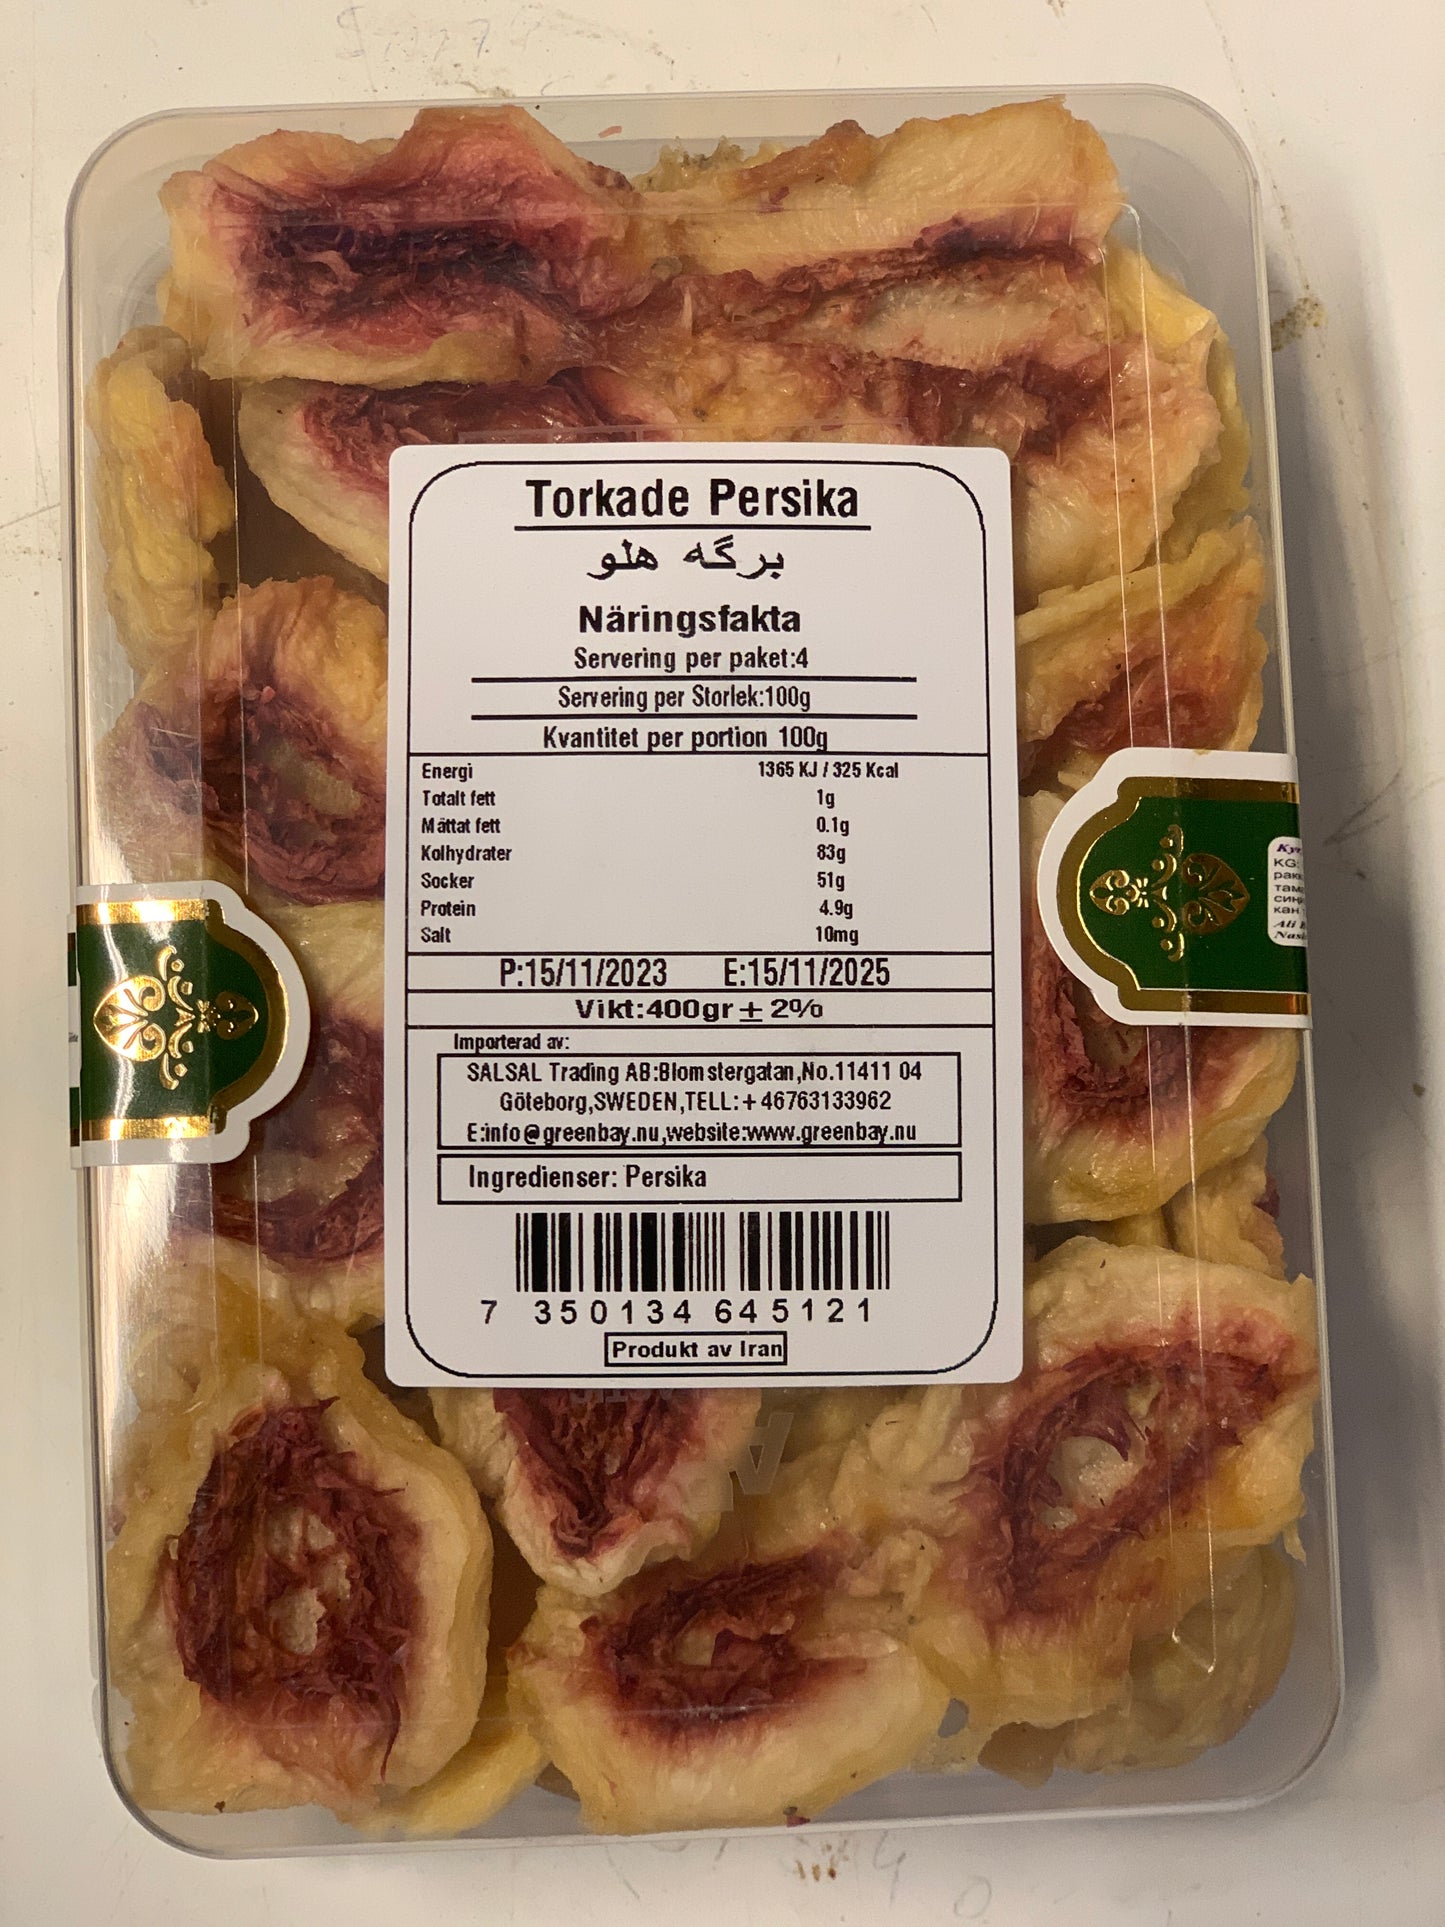 Torkade Persika
برگه هلو
Näringsfakta
Servering per paket:4
Servering per Storlek:100g
Kvantitet per portion 100g
Energi 1365 KJ / 325 Kcal
Totalt fett 1g
Mättat fett 0.1g
Kolhydrater 83g
Socker 51g
Protein 4.9g
Salt 10mg
P:15/11/2023 E:15/11/2025
Vikt:400gr ± 2%
Importerad av:
SALSAL Trading AB:Blomstergatan,No.11411 04
Göteborg,SWEDEN,TELL:+46763133962
E:info@greenbay.nu,website:www.greenbay.nu
Ingredienser: Persika
7 350134 645121
Produkt av Iran
KG:
Ali